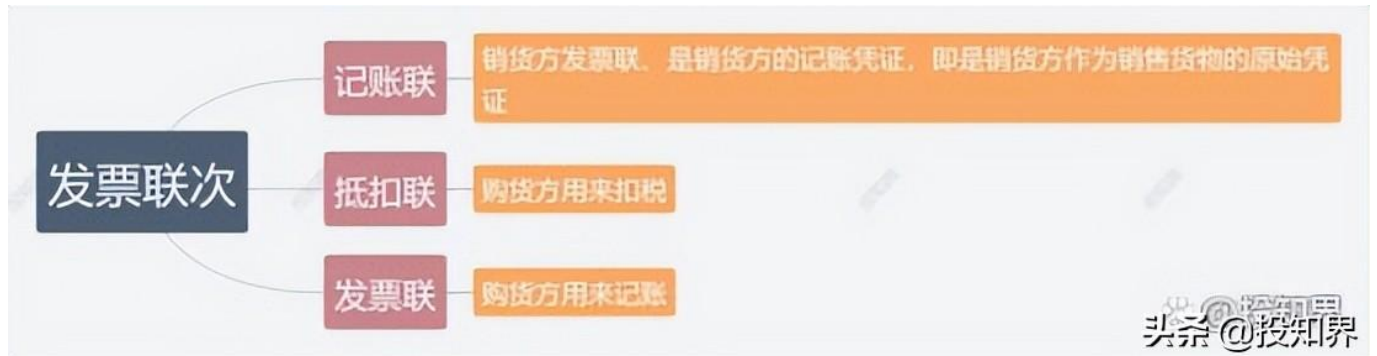 发票联次
记账联
销货方发票联、是销货方的记账凭证，即是销货方作为销售货物的原始凭
证
抵扣联
购货方用来扣税
发票联
购货方用来记账
@投知界
头条 @投知界